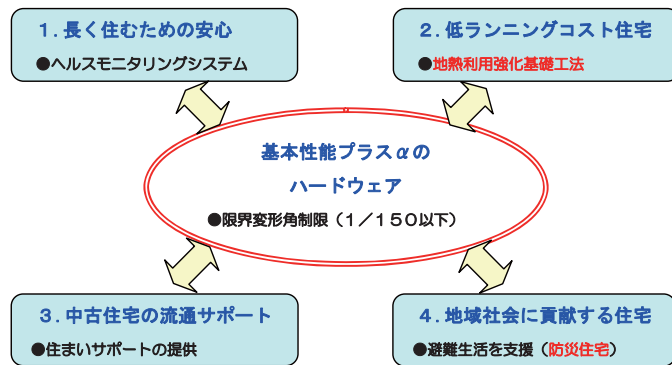 1．長く住むための安心
●ヘルスモニタリングシステム
2．低ランニングコスト住宅
●地熱利用強化基礎工法
基本性能プラスαの
ハードウェア
●限界変形角制限（1／150以下）
3．中古住宅の流通サポート
●住まいサポートの提供
4．地域社会に貢献する住宅
●避難生活を支援（防災住宅）